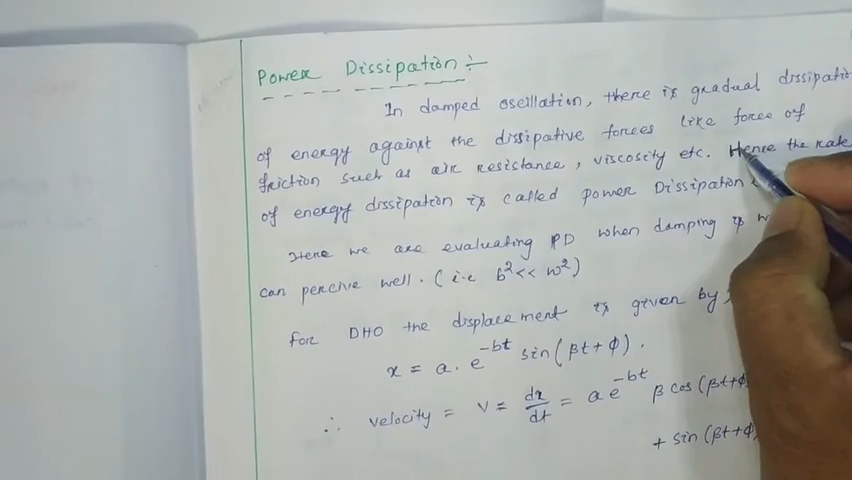 Power Dissipation :-
In damped oscillation, there is gradual dissipatio
of energy against the dissipative forces like force of
friction such as air resistance, viscosity etc. Hence the rate
of energy dissipation is called power Dissipation
Here we are evaluating PD when damping is w
can percive well. (i.e b² << w²)
for DHO the displacement is given by,
x = a. e^{-bt} sin(βt + ϕ).
∴ velocity = v = dx/dt = a e^{-bt} β cos(βt+ϕ
+ sin(βt+ϕ)